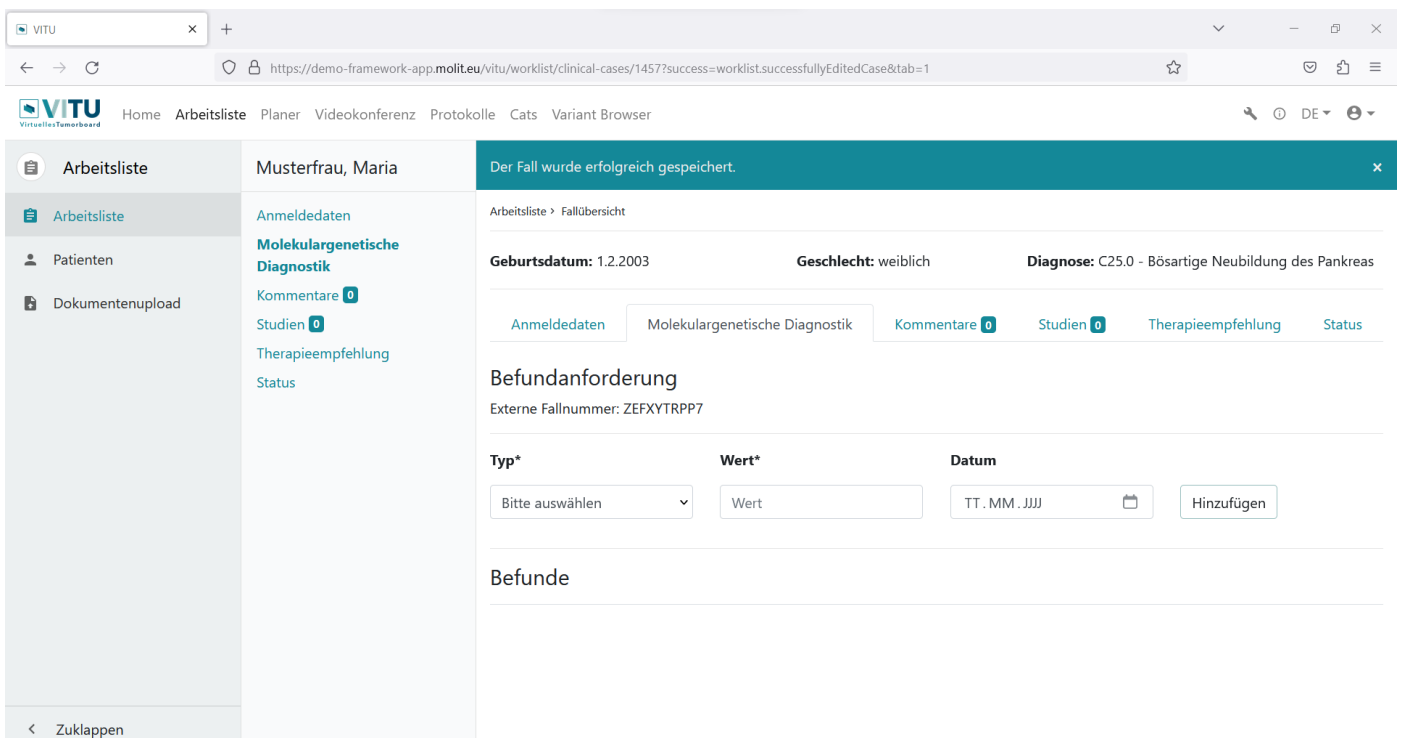 VITU
https://demo-framework-app.molit.eu/vitu/worklist/clinical-cases/1457?success=worklist.successfullyEditedCase&tab=1
VITU
VirtuellesTumorboard
Home Arbeitsliste Planer Videokonferenz Protokolle Cats Variant Browser DE
Arbeitsliste
Arbeitsliste
Patienten
Dokumentenupload
Zuklappen
Musterfrau, Maria
Anmeldedaten
Molekulargenetische
Diagnostik
Kommentare 0
Studien 0
Therapieempfehlung
Status
Der Fall wurde erfolgreich gespeichert.
Arbeitsliste > Fallübersicht
Geburtsdatum: 1.2.2003 Geschlecht: weiblich Diagnose: C25.0 - Bösartige Neubildung des Pankreas
Anmeldedaten Molekulargenetische Diagnostik Kommentare 0 Studien 0 Therapieempfehlung Status
Befundanforderung
Externe Fallnummer: ZEFXYTRPP7
Typ* Wert* Datum
Bitte auswählen Wert TT.MM.JJJJ Hinzufügen
Befunde